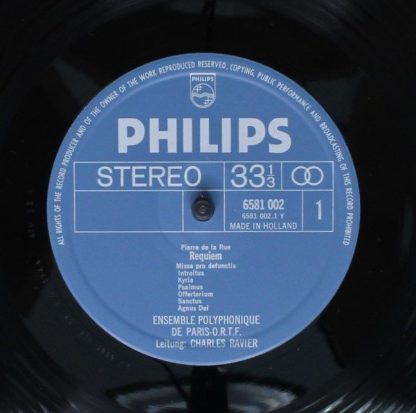 ALL RIGHTS OF THE RECORD PRODUCER AND OF THE OWNER OF THE WORK REPRODUCED RESERVED, COPYING, PUBLIC PERFORMANCE AND BROADCASTING OF THIS RECORD PROHIBITED
PHILIPS
PHILIPS
STEREO 33 1/3
6581 002
6581 002.1 Y
MADE IN HOLLAND
1
Pierre de la Rue
Requiem
Missa pro defunctis
Introitus
Kyrie
Psalmus
Offertorium
Sanctus
Agnus Dei
ENSEMBLE POLYPHONIQUE
DE PARIS-O.R.T.F.
Leitung: CHARLES RAVIER